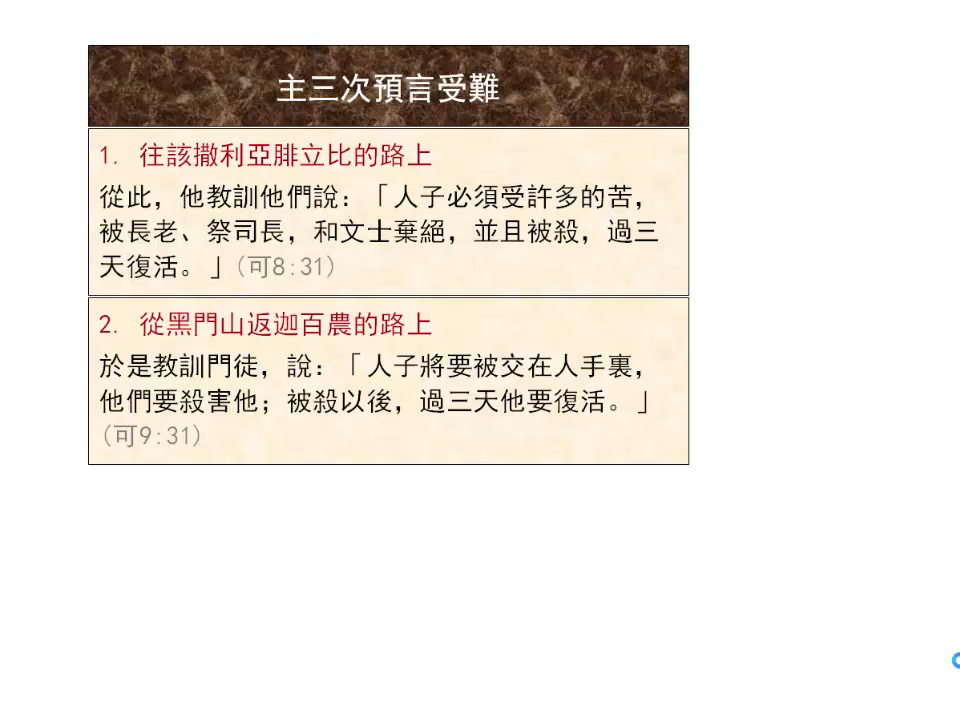 主三次預言受難
1. 往該撒利亞腓立比的路上
從此，他教訓他們說：「人子必須受許多的苦，
被長老、祭司長，和文士棄絕，並且被殺，過三
天復活。」(可8:31)
2. 從黑門山返迦百農的路上
於是教訓門徒，說：「人子將要被交在人手裏，
他們要殺害他；被殺以後，過三天他要復活。」
(可9:31)